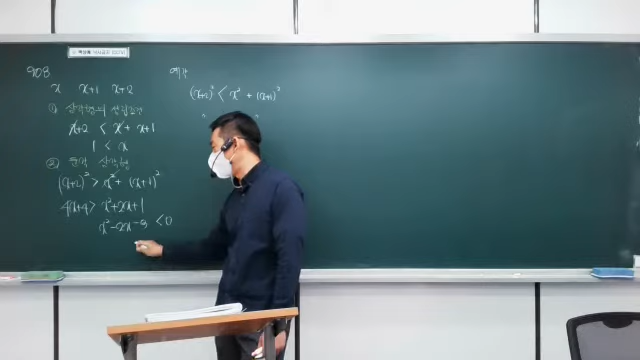 908
x x+1 x+2
① 삼각형의 성립조건
x+2 < x + x+1
1 < x
② 둔각 삼각형
(x+2)² > x² + (x+1)²
4x+4 > x²+2x+1
x²-2x-3 < 0
예각
(x+2)² < x² + (x+1)²